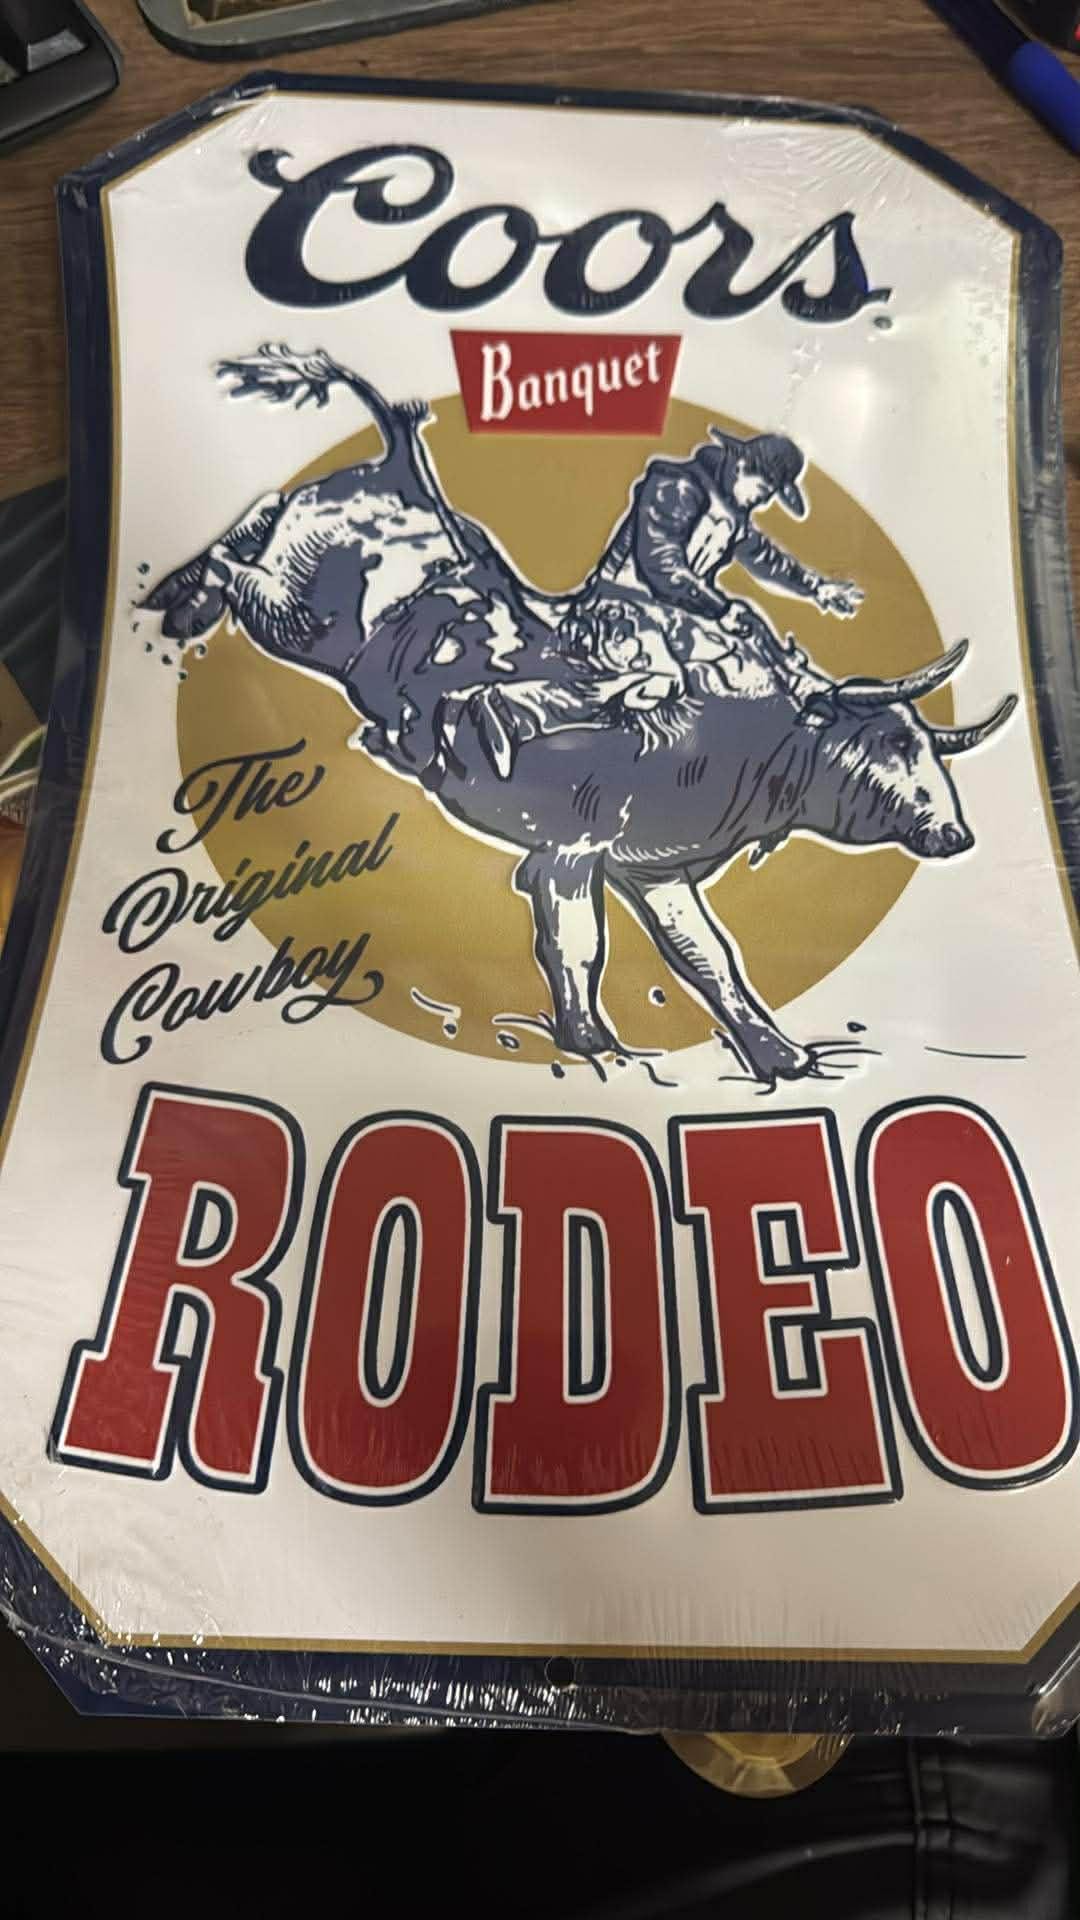 Coors
Banquet
The
Original
Cowboy
RODEO